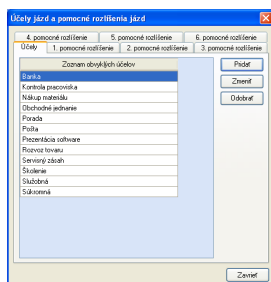 Účely jázd a pomocné rozlíšenia jázd
4. pomocné rozlíšenie 5. pomocné rozlíšenie 6. pomocné rozlíšenie
Účely 1. pomocné rozlíšenie 2. pomocné rozlíšenie 3. pomocné rozlíšenie
Zoznam obvyklých účelov
Pridať
Banka
Kontrola pracoviska
Zmeniť
Nákup materiálu
Obchodné jednanie
Odobrať
Porada
Pošta
Prezentácia software
Rozvoz tovaru
Servisný zásah
Školenie
Služobná
Súkromná
Zavrieť